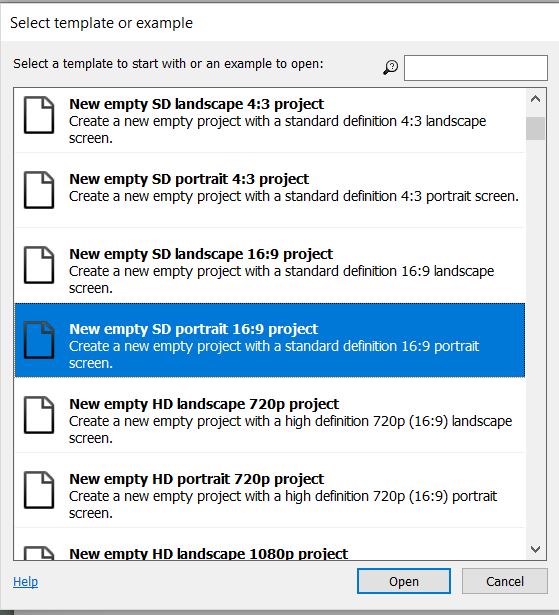 Select template or example
Select a template to start with or an example to open:
New empty SD landscape 4:3 project
Create a new empty project with a standard definition 4:3 landscape
screen.
New empty SD portrait 4:3 project
Create a new empty project with a standard definition 4:3 portrait screen.
New empty SD landscape 16:9 project
Create a new empty project with a standard definition 16:9 landscape
screen.
New empty SD portrait 16:9 project
Create a new empty project with a standard definition 16:9 portrait
screen.
New empty HD landscape 720p project
Create a new empty project with a high definition 720p (16:9) landscape
screen.
New empty HD portrait 720p project
Create a new empty project with a high definition 720p (16:9) portrait
screen.
New empty HD landscape 1080p project
Help
Open
Cancel